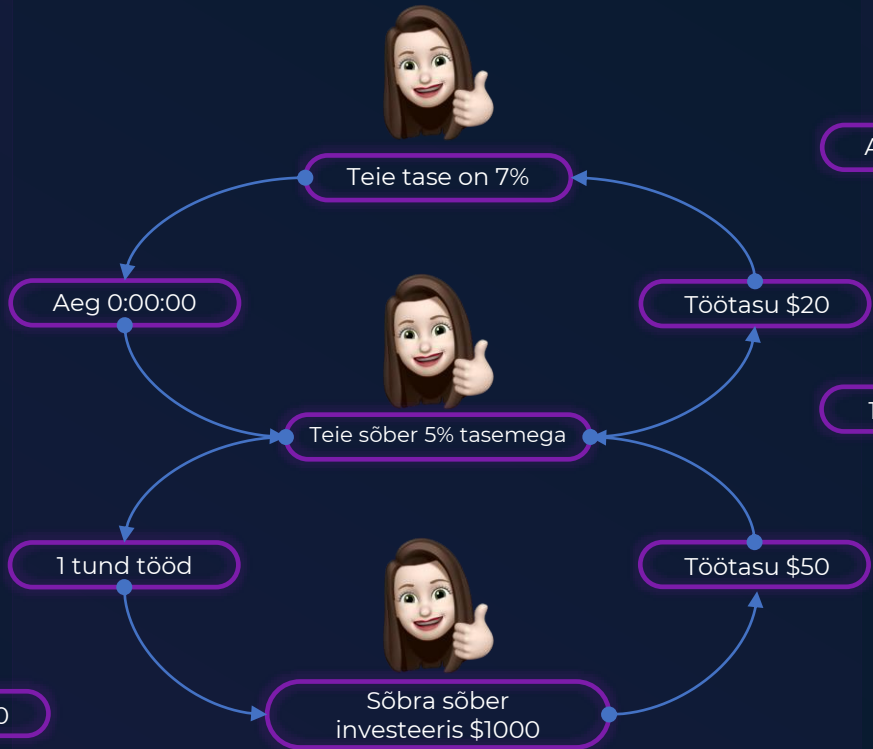 Teie tase on 7%
Aeg 0:00:00
Töötasu $20
Teie sõber 5% tasemega
1 tund tööd
Töötasu $50
Sõbra sõber
investeeris $1000